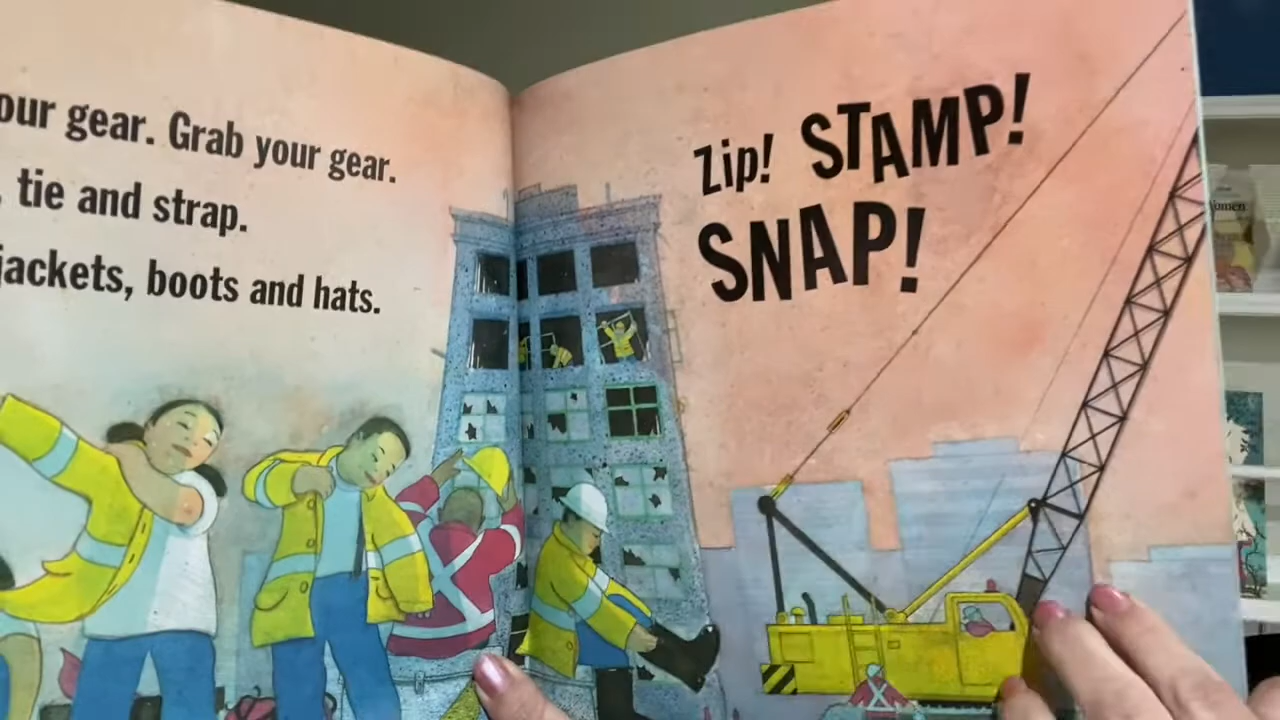 our gear. Grab your gear.
, tie and strap.
jackets, boots and hats.
Zip! STAMP!
SNAP!